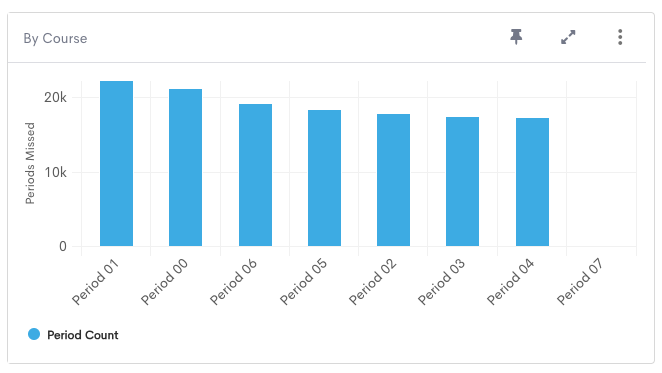 By Course
20k
10k
0
Periods Missed
Period 01
Period 00
Period 06
Period 05
Period 02
Period 03
Period 04
Period 07
Period Count